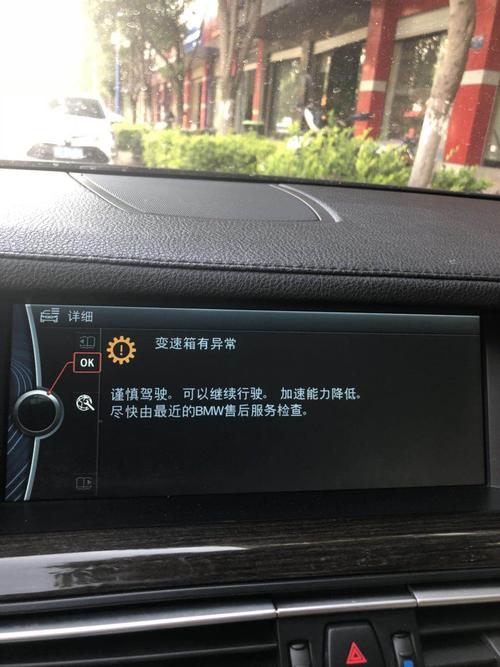 详细
OK
变速箱有异常
谨慎驾驶。可以继续行驶。加速能力降低。
尽快由最近的BMW售后服务检查。